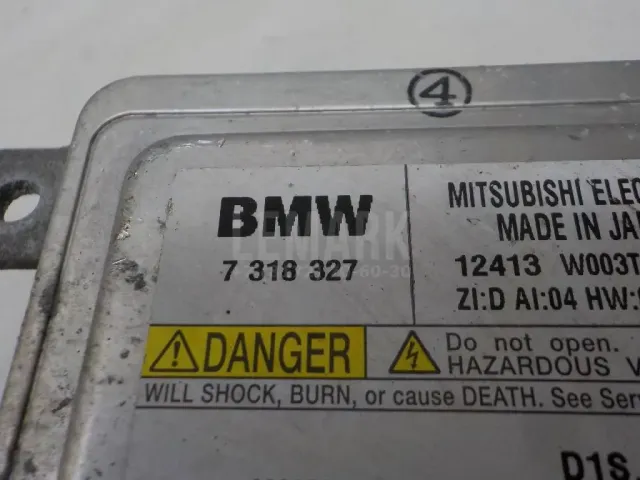 ④
BMW
7 318 327
MITSUBISHI ELEC
MADE IN JA
12413 W003T
ZI:D AI:04 HW:
LEMARK
DANGER
Do not open.
HAZARDOUS V
WILL SHOCK, BURN, or cause DEATH. See Ser
D1S